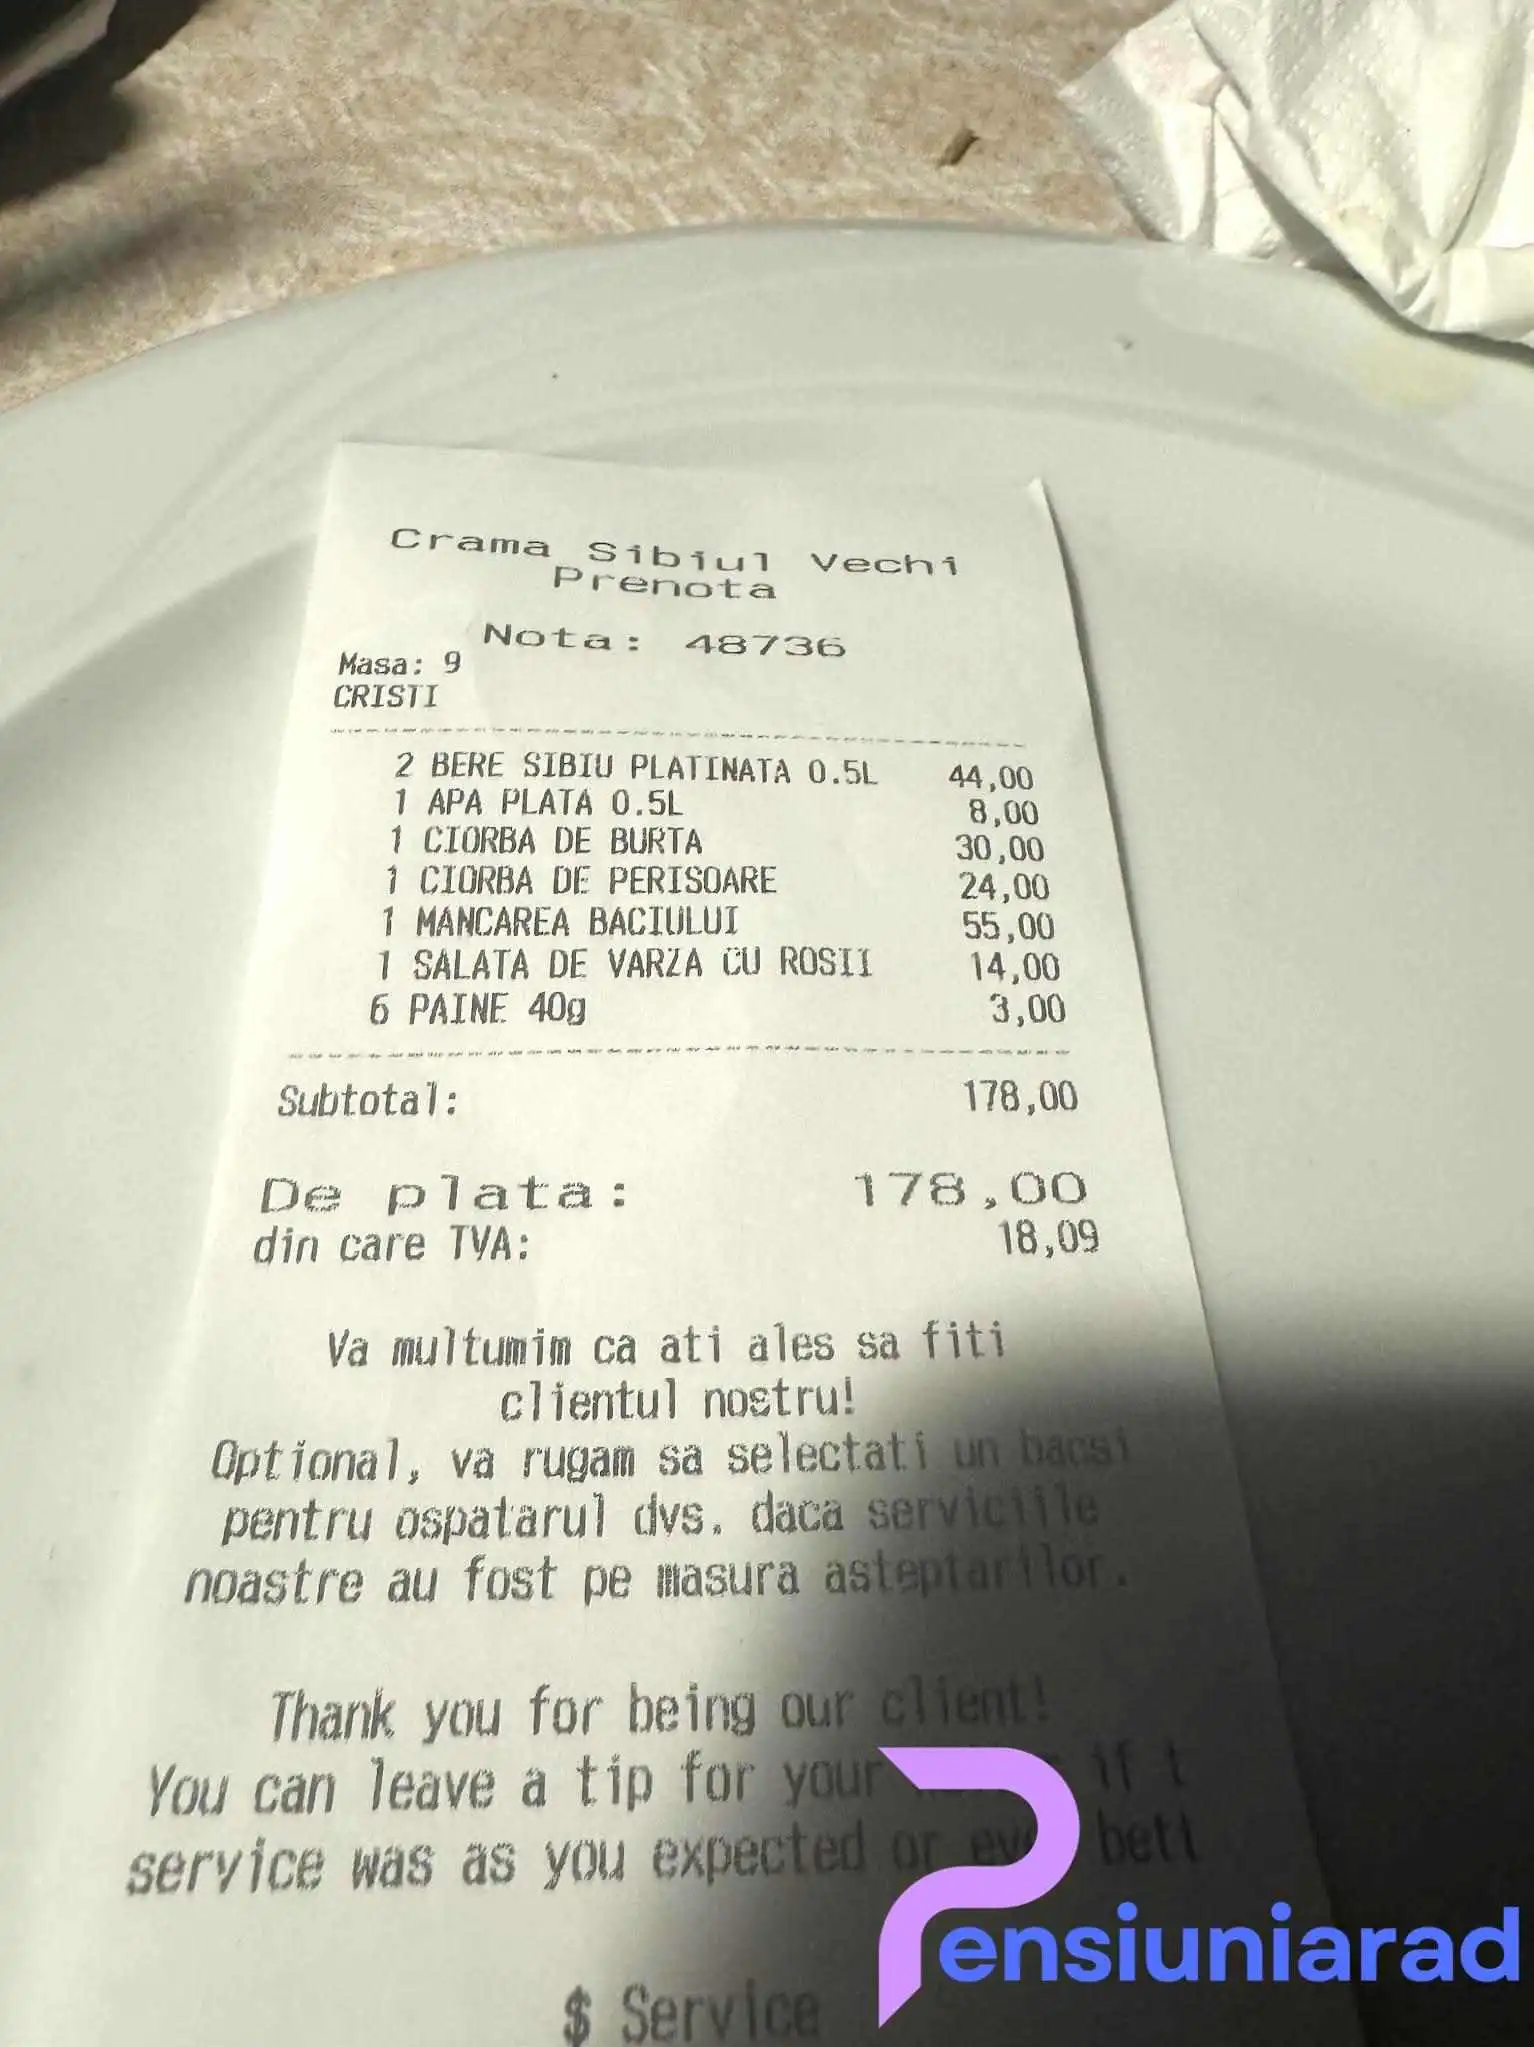 Crama Sibiul Vechi
Prenota
Nota: 48736
Masa: 9
CRISTI
2 BERE SIBIU PLATINATA 0.5L 44,00
1 APA PLATA 0.5L 8,00
1 CIORBA DE BURTA 30,00
1 CIORBA DE PERISOARE 24,00
1 MANCAREA BACIULUI 55,00
1 SALATA DE VARZA CU ROSII 14,00
6 PAINE 40g 3,00
Subtotal: 178,00
De plata: 178,00
din care TVA: 18,09
Va multumim ca ati ales sa fiti
clientul nostru!
Optional, va rugam sa selectati un bacsi
pentru ospatarul dvs. daca serviciile
noastre au fost pe masura asteptarilor.
Thank you for being our client!
You can leave a tip for your if t
service was as you expected or bett
$ Service
Pensiuniarad